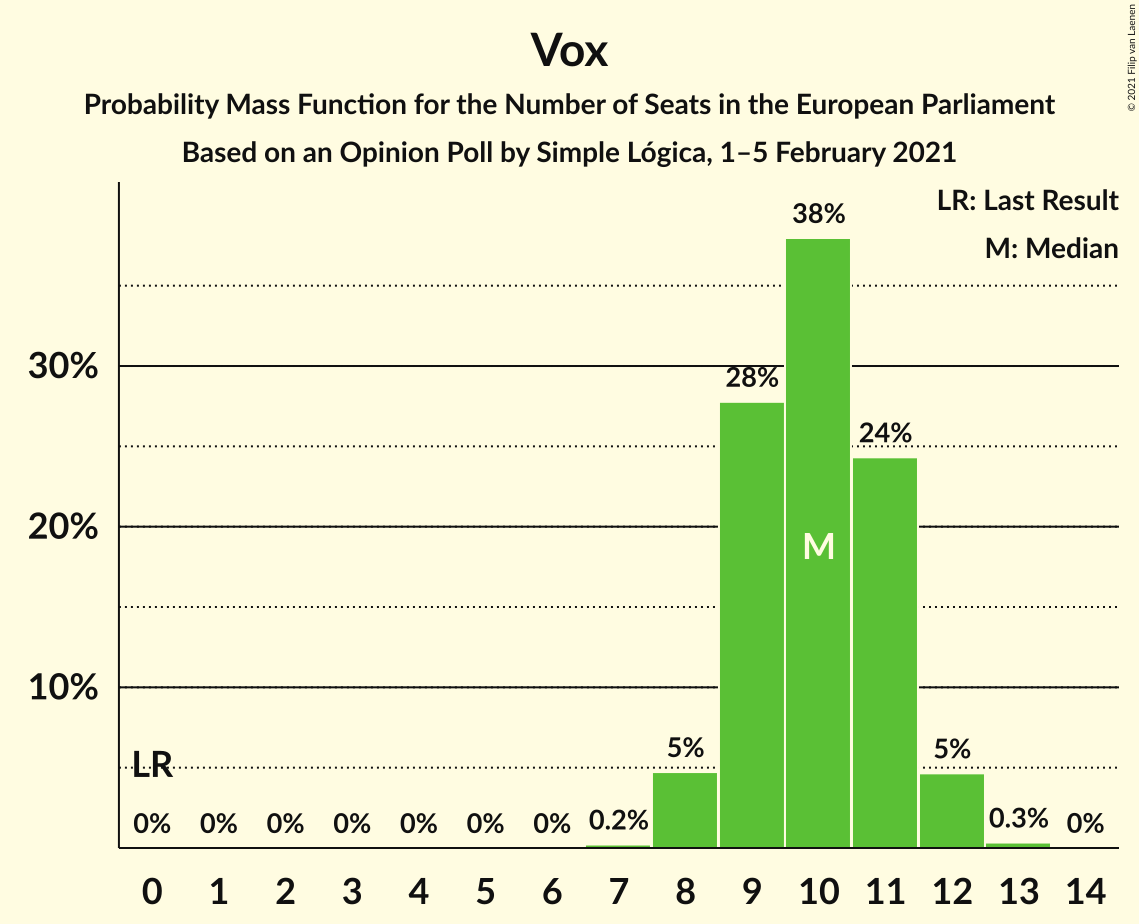 Vox
Probability Mass Function for the Number of Seats in the European Parliament
Based on an Opinion Poll by Simple Lógica, 1–5 February 2021
© 2021 Filip van Laenen
LR: Last Result
M: Median
38%
30%
28%
24%
20%
M
10%
5%
5%
LR
0%
0%
0%
0%
0%
0%
0%
0.2%
0.3%
0%
0 1 2 3 4 5 6 7 8 9 10 11 12 13 14